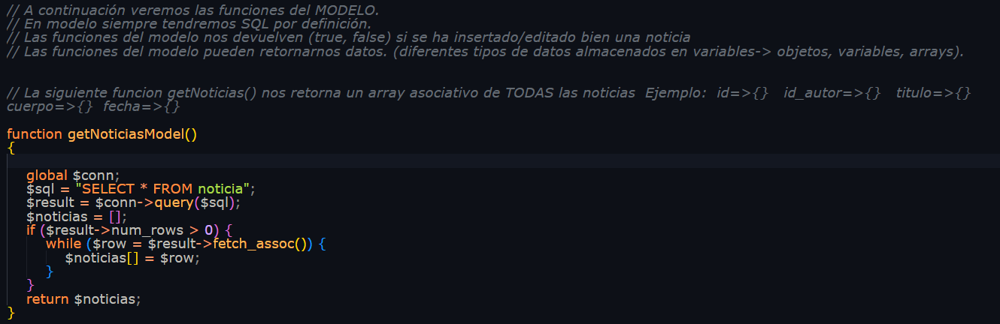 // A continuación veremos las funciones del MODELO.
// En modelo siempre tendremos SQL por definición.
// Las funciones del modelo nos devuelven (true, false) si se ha insertado/editado bien una noticia
// Las funciones del modelo pueden retornarnos datos. (diferentes tipos de datos almacenados en variables-> objetos, variables, arrays).
// La siguiente funcion getNoticias() nos retorna un array asociativo de TODAS las noticias  Ejemplo:  id=>{}   id_autor=>{}   titulo=>{}
cuerpo=>{}  fecha=>{}
function getNoticiasModel()
{
    global $conn;
    $sql = "SELECT * FROM noticia";
    $result = $conn->query($sql);
    $noticias = [];
    if ($result->num_rows > 0) {
        while ($row = $result->fetch_assoc()) {
            $noticias[] = $row;
        }
    }
    return $noticias;
}